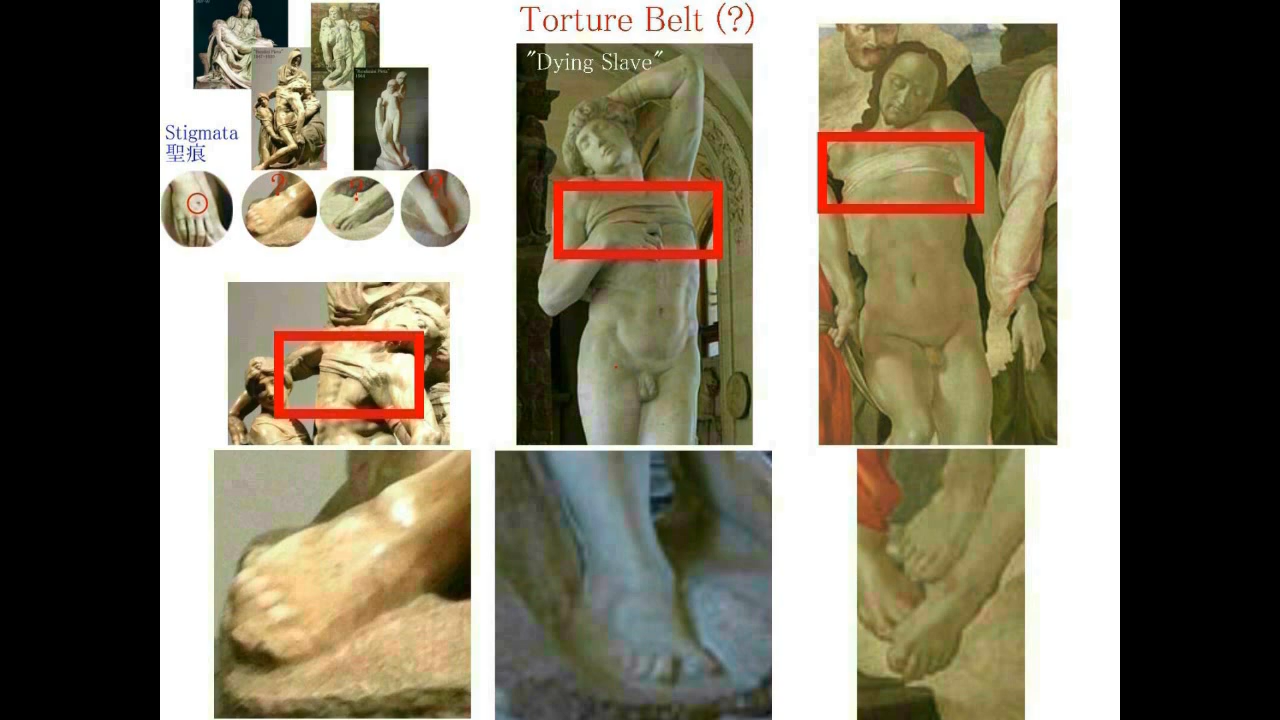 Torture Belt (?)
"Dying Slave"
Stigmata
聖痕
?
?
?